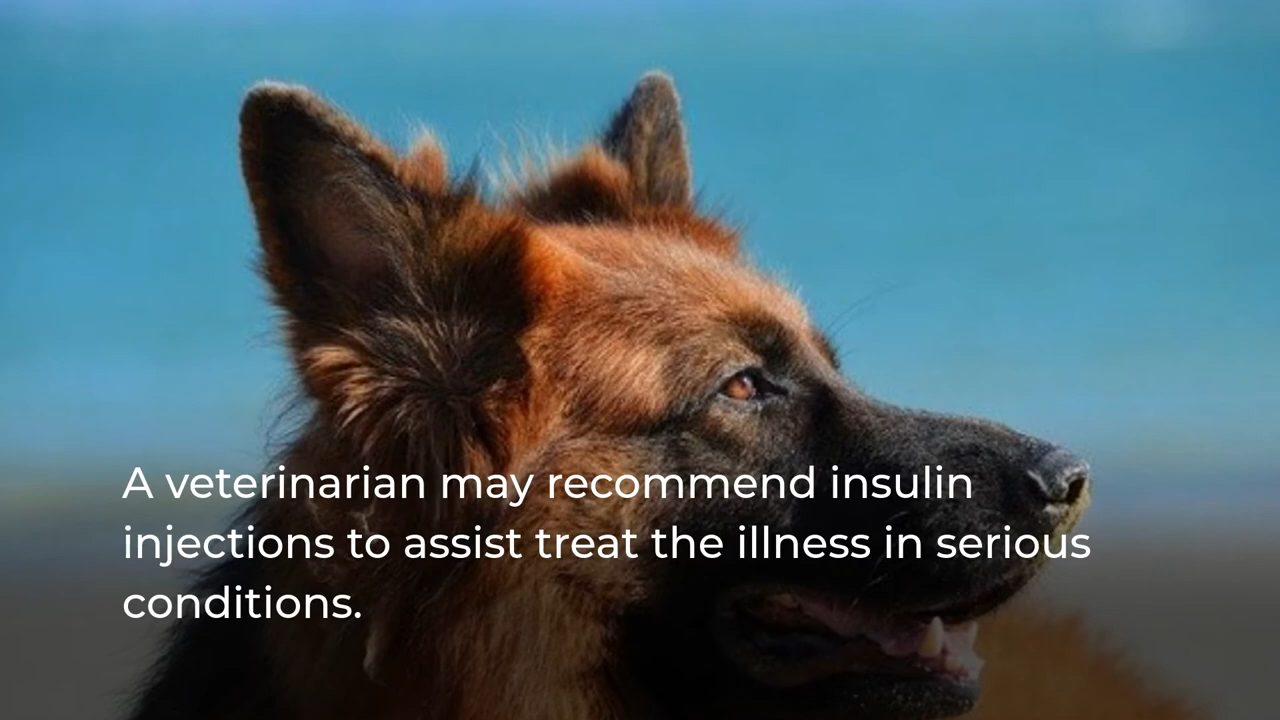 A veterinarian may recommend insulin
injections to assist treat the illness in serious
conditions.